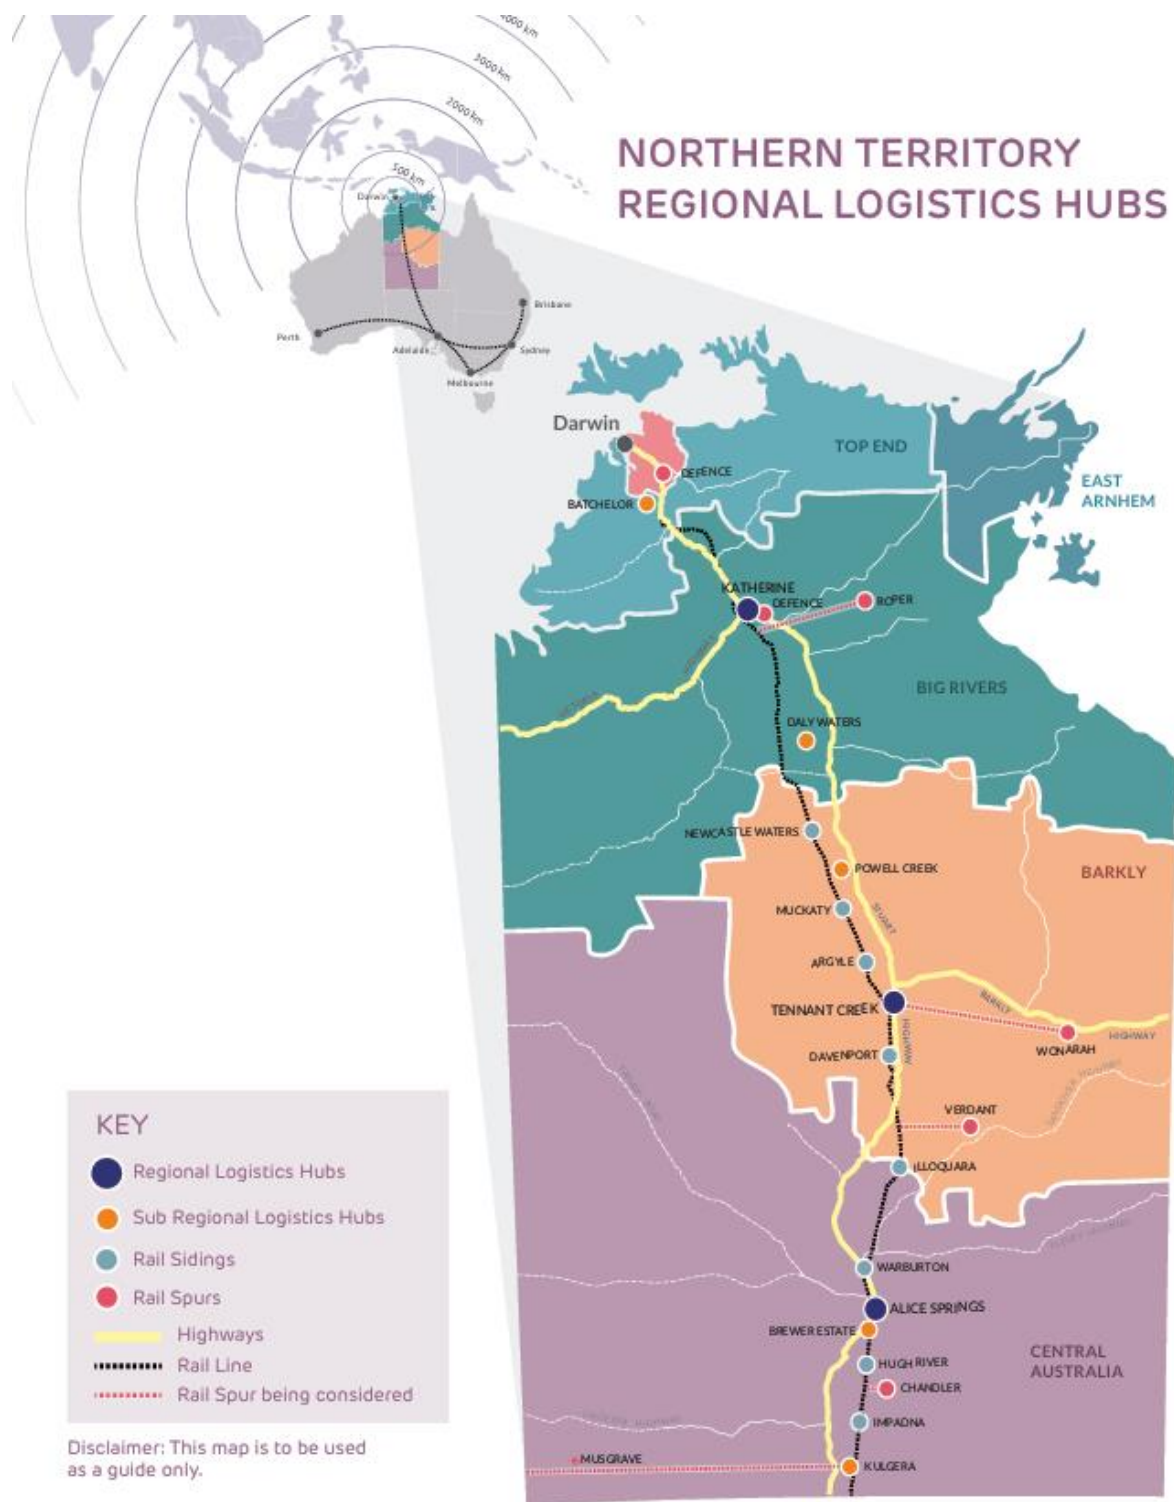 3000 km
2000 km
500 km
Darwin
NORTHERN TERRITORY
REGIONAL LOGISTICS HUBS
Brisbane
Perth
Adelaide
Sydney
Melbourne
Darwin
TOP END
DEFENCE
EAST
ARNHEM
BATCHELOR
KATHERINE
DEFENCE
ROPER
VICTORIA
HIGHWAY
BIG RIVERS
DALY WATERS
NEWCASTLE WATERS
POWELL CREEK
BARKLY
MUCKATY
STUART
ARGYLE
TENNANT CREEK
BARKLY
HIGHWAY
HIGHWAY
WONARAH
DAVENPORT
VERDANT
ILLOQUARA
WARBURTON
ALICE SPRINGS
BREWER ESTATE
CENTRAL
AUSTRALIA
HUGH RIVER
CHANDLER
IMPADNA
MUSGRAVE
KULGERA
KEY
Regional Logistics Hubs
Sub Regional Logistics Hubs
Rail Sidings
Rail Spurs
Highways
Rail Line
Rail Spur being considered
Disclaimer: This map is to be used
as a guide only.